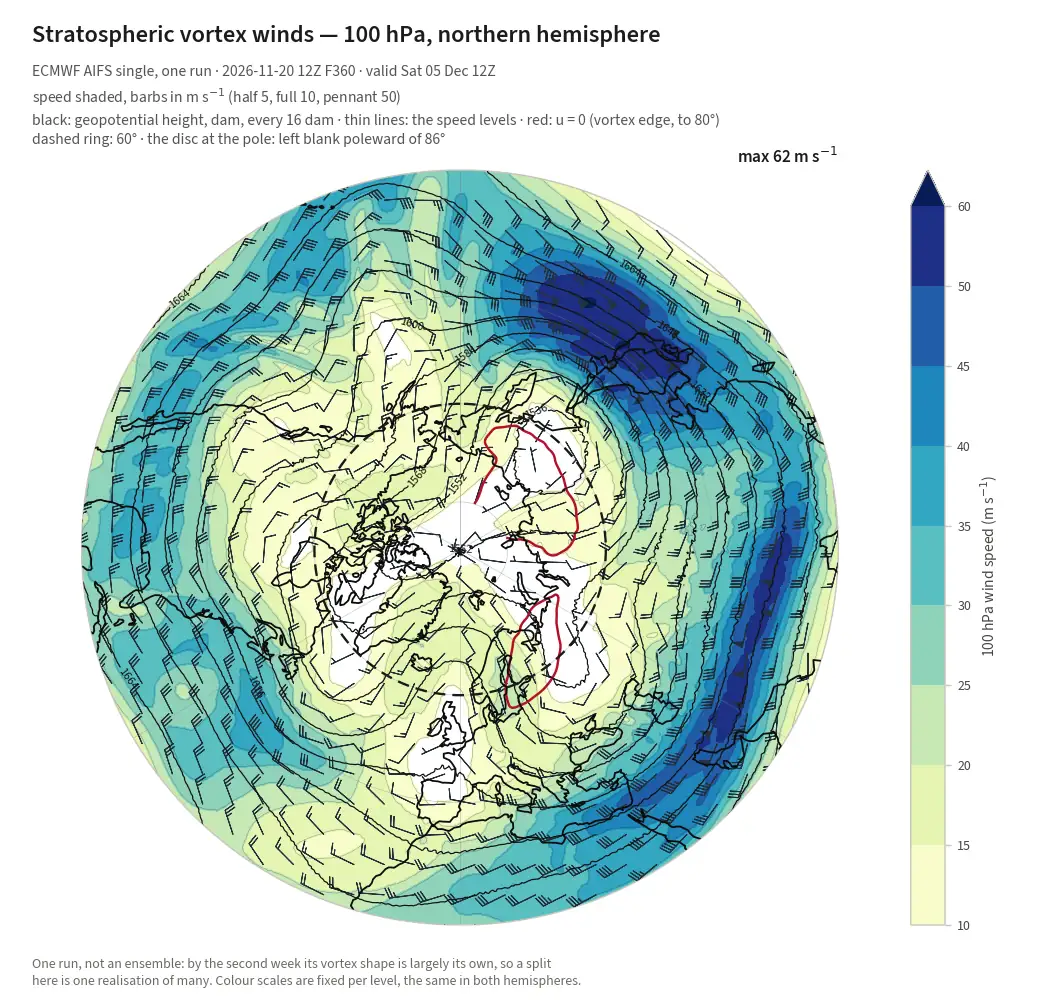 Stratospheric vortex winds — 100 hPa, northern hemisphere
ECMWF AIFS single, one run · 2026-11-20 12Z F360 · valid Sat 05 Dec 12Z
speed shaded, barbs in m s⁻¹ (half 5, full 10, pennant 50)
black: geopotential height, dam, every 16 dam · thin lines: the speed levels · red: u = 0 (vortex edge, to 80°)
dashed ring: 60° · the disc at the pole: left blank poleward of 86°
max 62 m s⁻¹
60
50
45
40
35
30
25
20
15
10
100 hPa wind speed (m s⁻¹)
1664
1664
1600
1536
1568
1664
One run, not an ensemble: by the second week its vortex shape is largely its own, so a split
here is one realisation of many. Colour scales are fixed per level, the same in both hemispheres.